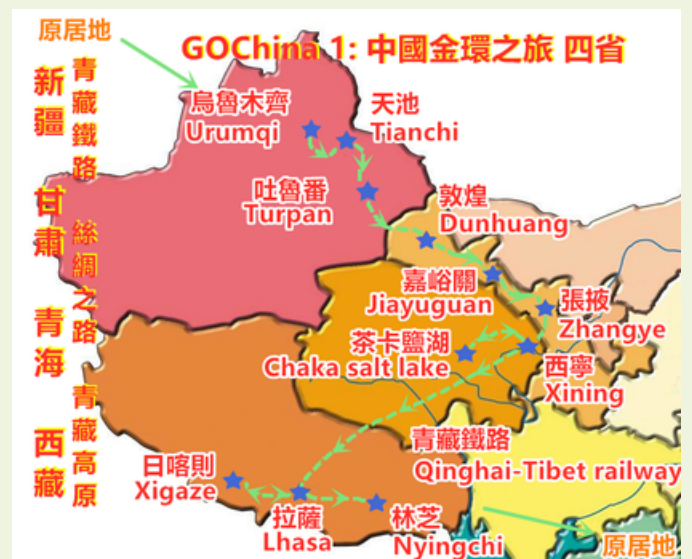 原居地
GOChina 1: 中國金環之旅 四省
新疆 甘肅 青海 西藏
青藏鐵路 絲綢之路 青藏高原
烏魯木齊
Urumqi
天池
Tianchi
吐魯番
Turpan
敦煌
Dunhuang
嘉峪關
Jiayuguan
張掖
Zhangye
茶卡鹽湖
Chaka salt lake
西寧
Xining
青藏鐵路
Qinghai-Tibet railway
日喀則
Xigaze
拉薩
Lhasa
林芝
Nyingchi
原居地